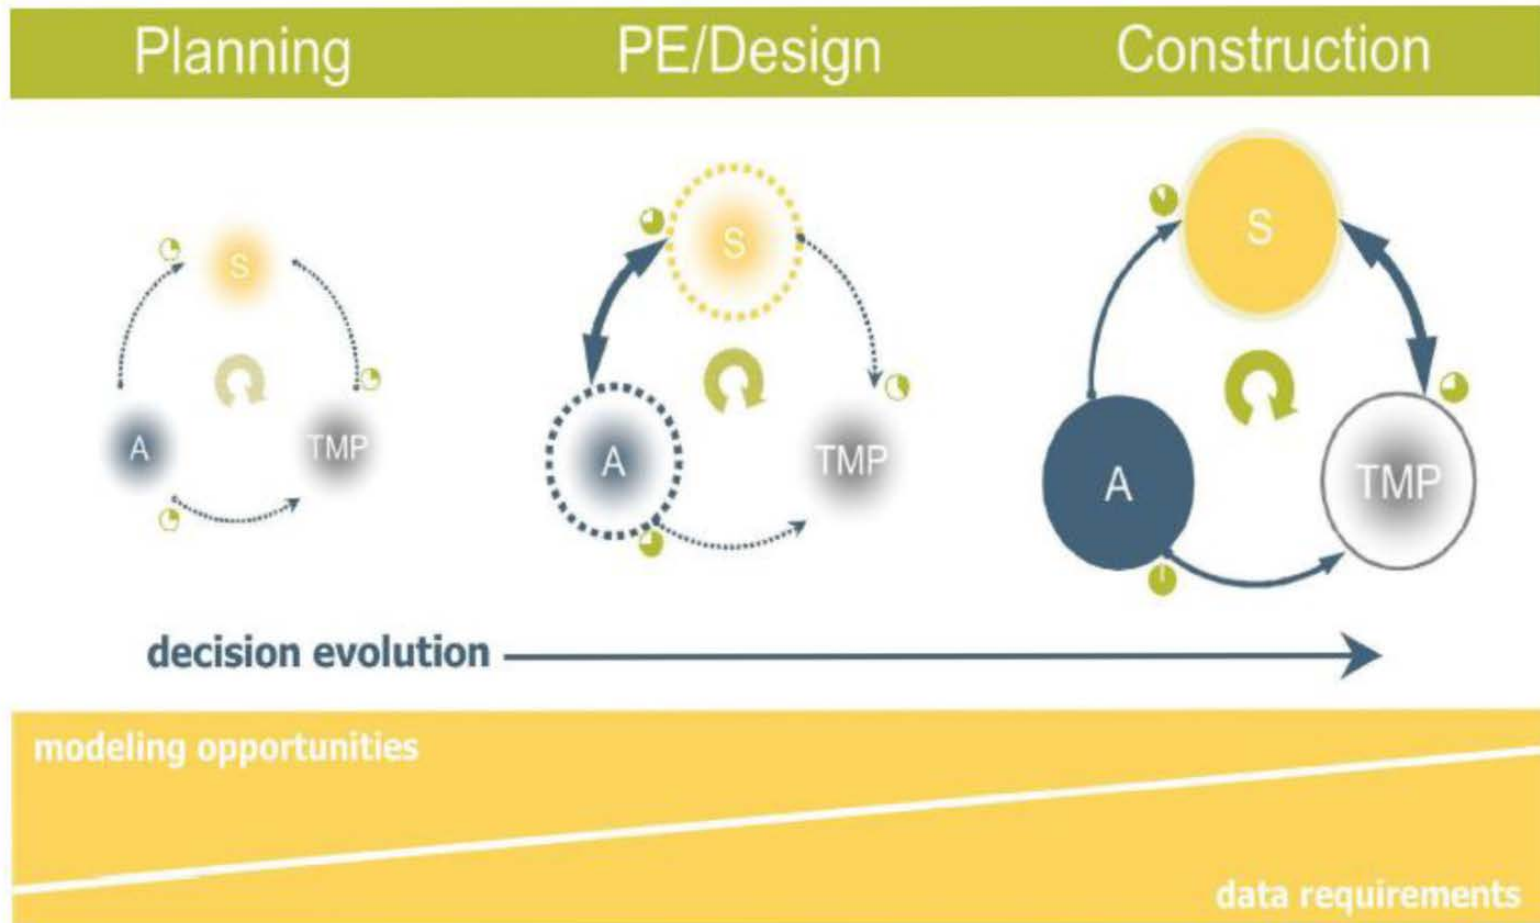 Planning
PE/Design
Construction
S
A
TMP
S
A
TMP
S
A
TMP
decision evolution
modeling opportunities
data requirements